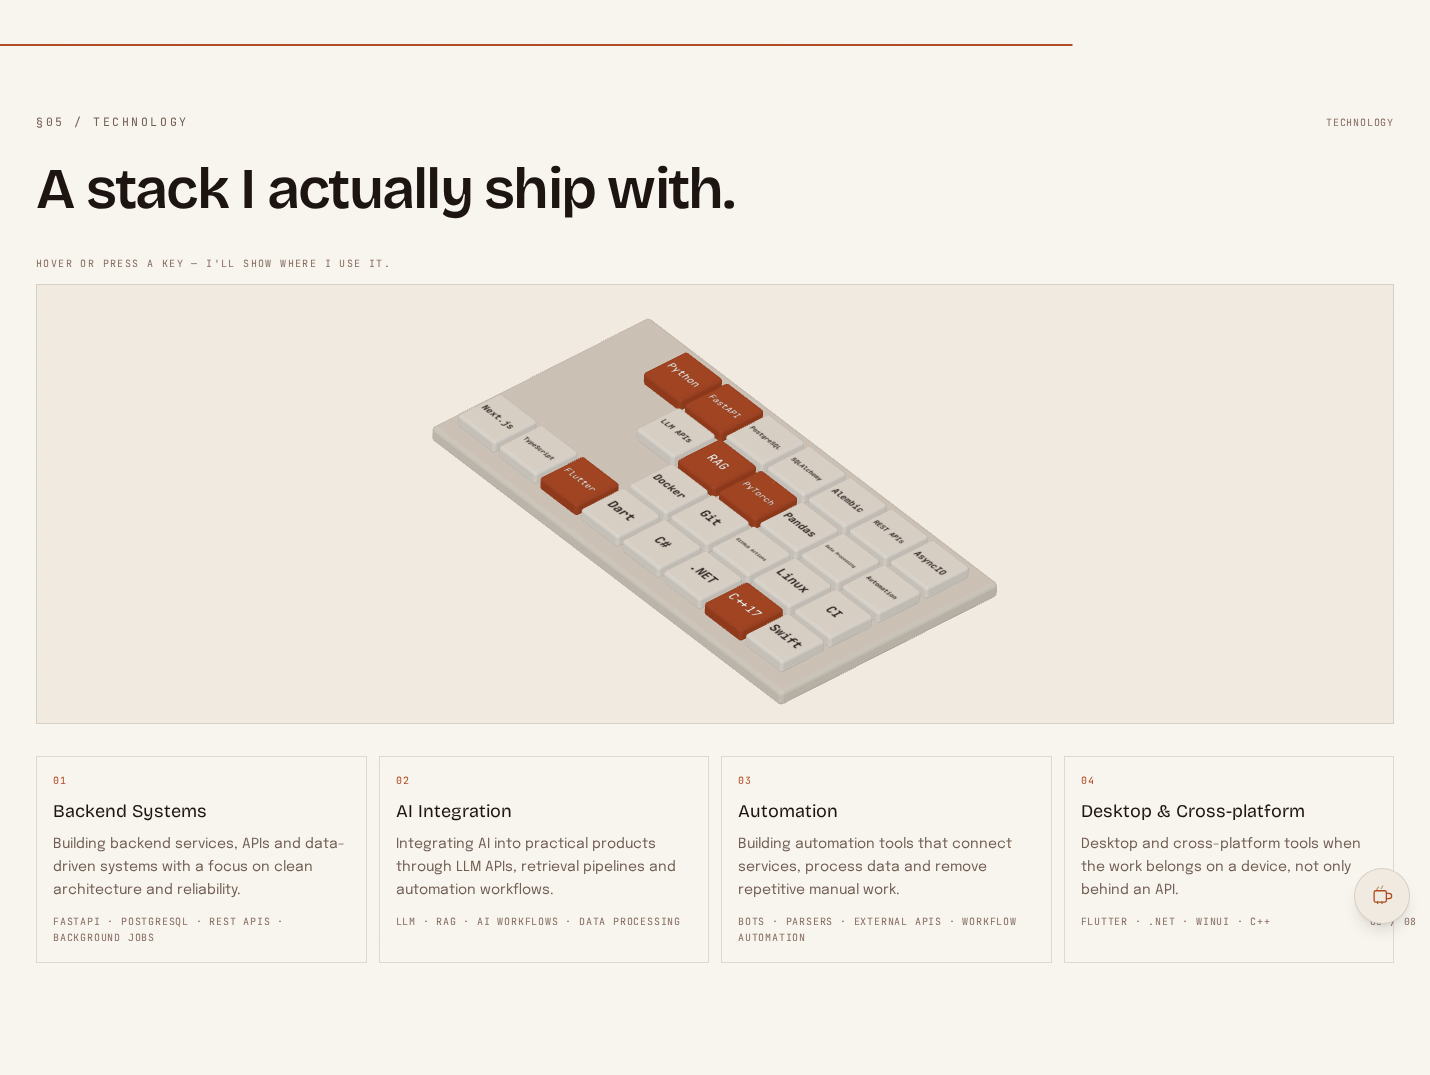 §05 / TECHNOLOGY
TECHNOLOGY
A stack I actually ship with.
HOVER OR PRESS A KEY — I'LL SHOW WHERE I USE IT.
Python
FastAPI
PostgreSQL
SQLAlchemy
Alembic
REST APIs
AsyncIO
LLM APIs
RAG
PyTorch
Pandas
Data Processing
Automation
Docker
Git
GitHub Actions
Linux
CI
Next.js
TypeScript
Flutter
Dart
C#
.NET
C++17
Swift
01
Backend Systems
Building backend services, APIs and data-
driven systems with a focus on clean
architecture and reliability.
FASTAPI · POSTGRESQL · REST APIS ·
BACKGROUND JOBS
02
AI Integration
Integrating AI into practical products
through LLM APIs, retrieval pipelines and
automation workflows.
LLM · RAG · AI WORKFLOWS · DATA PROCESSING
03
Automation
Building automation tools that connect
services, process data and remove
repetitive manual work.
BOTS · PARSERS · EXTERNAL APIS · WORKFLOW
AUTOMATION
04
Desktop & Cross-platform
Desktop and cross-platform tools when
the work belongs on a device, not only
behind an API.
FLUTTER · .NET · WINUI · C++
/ 08